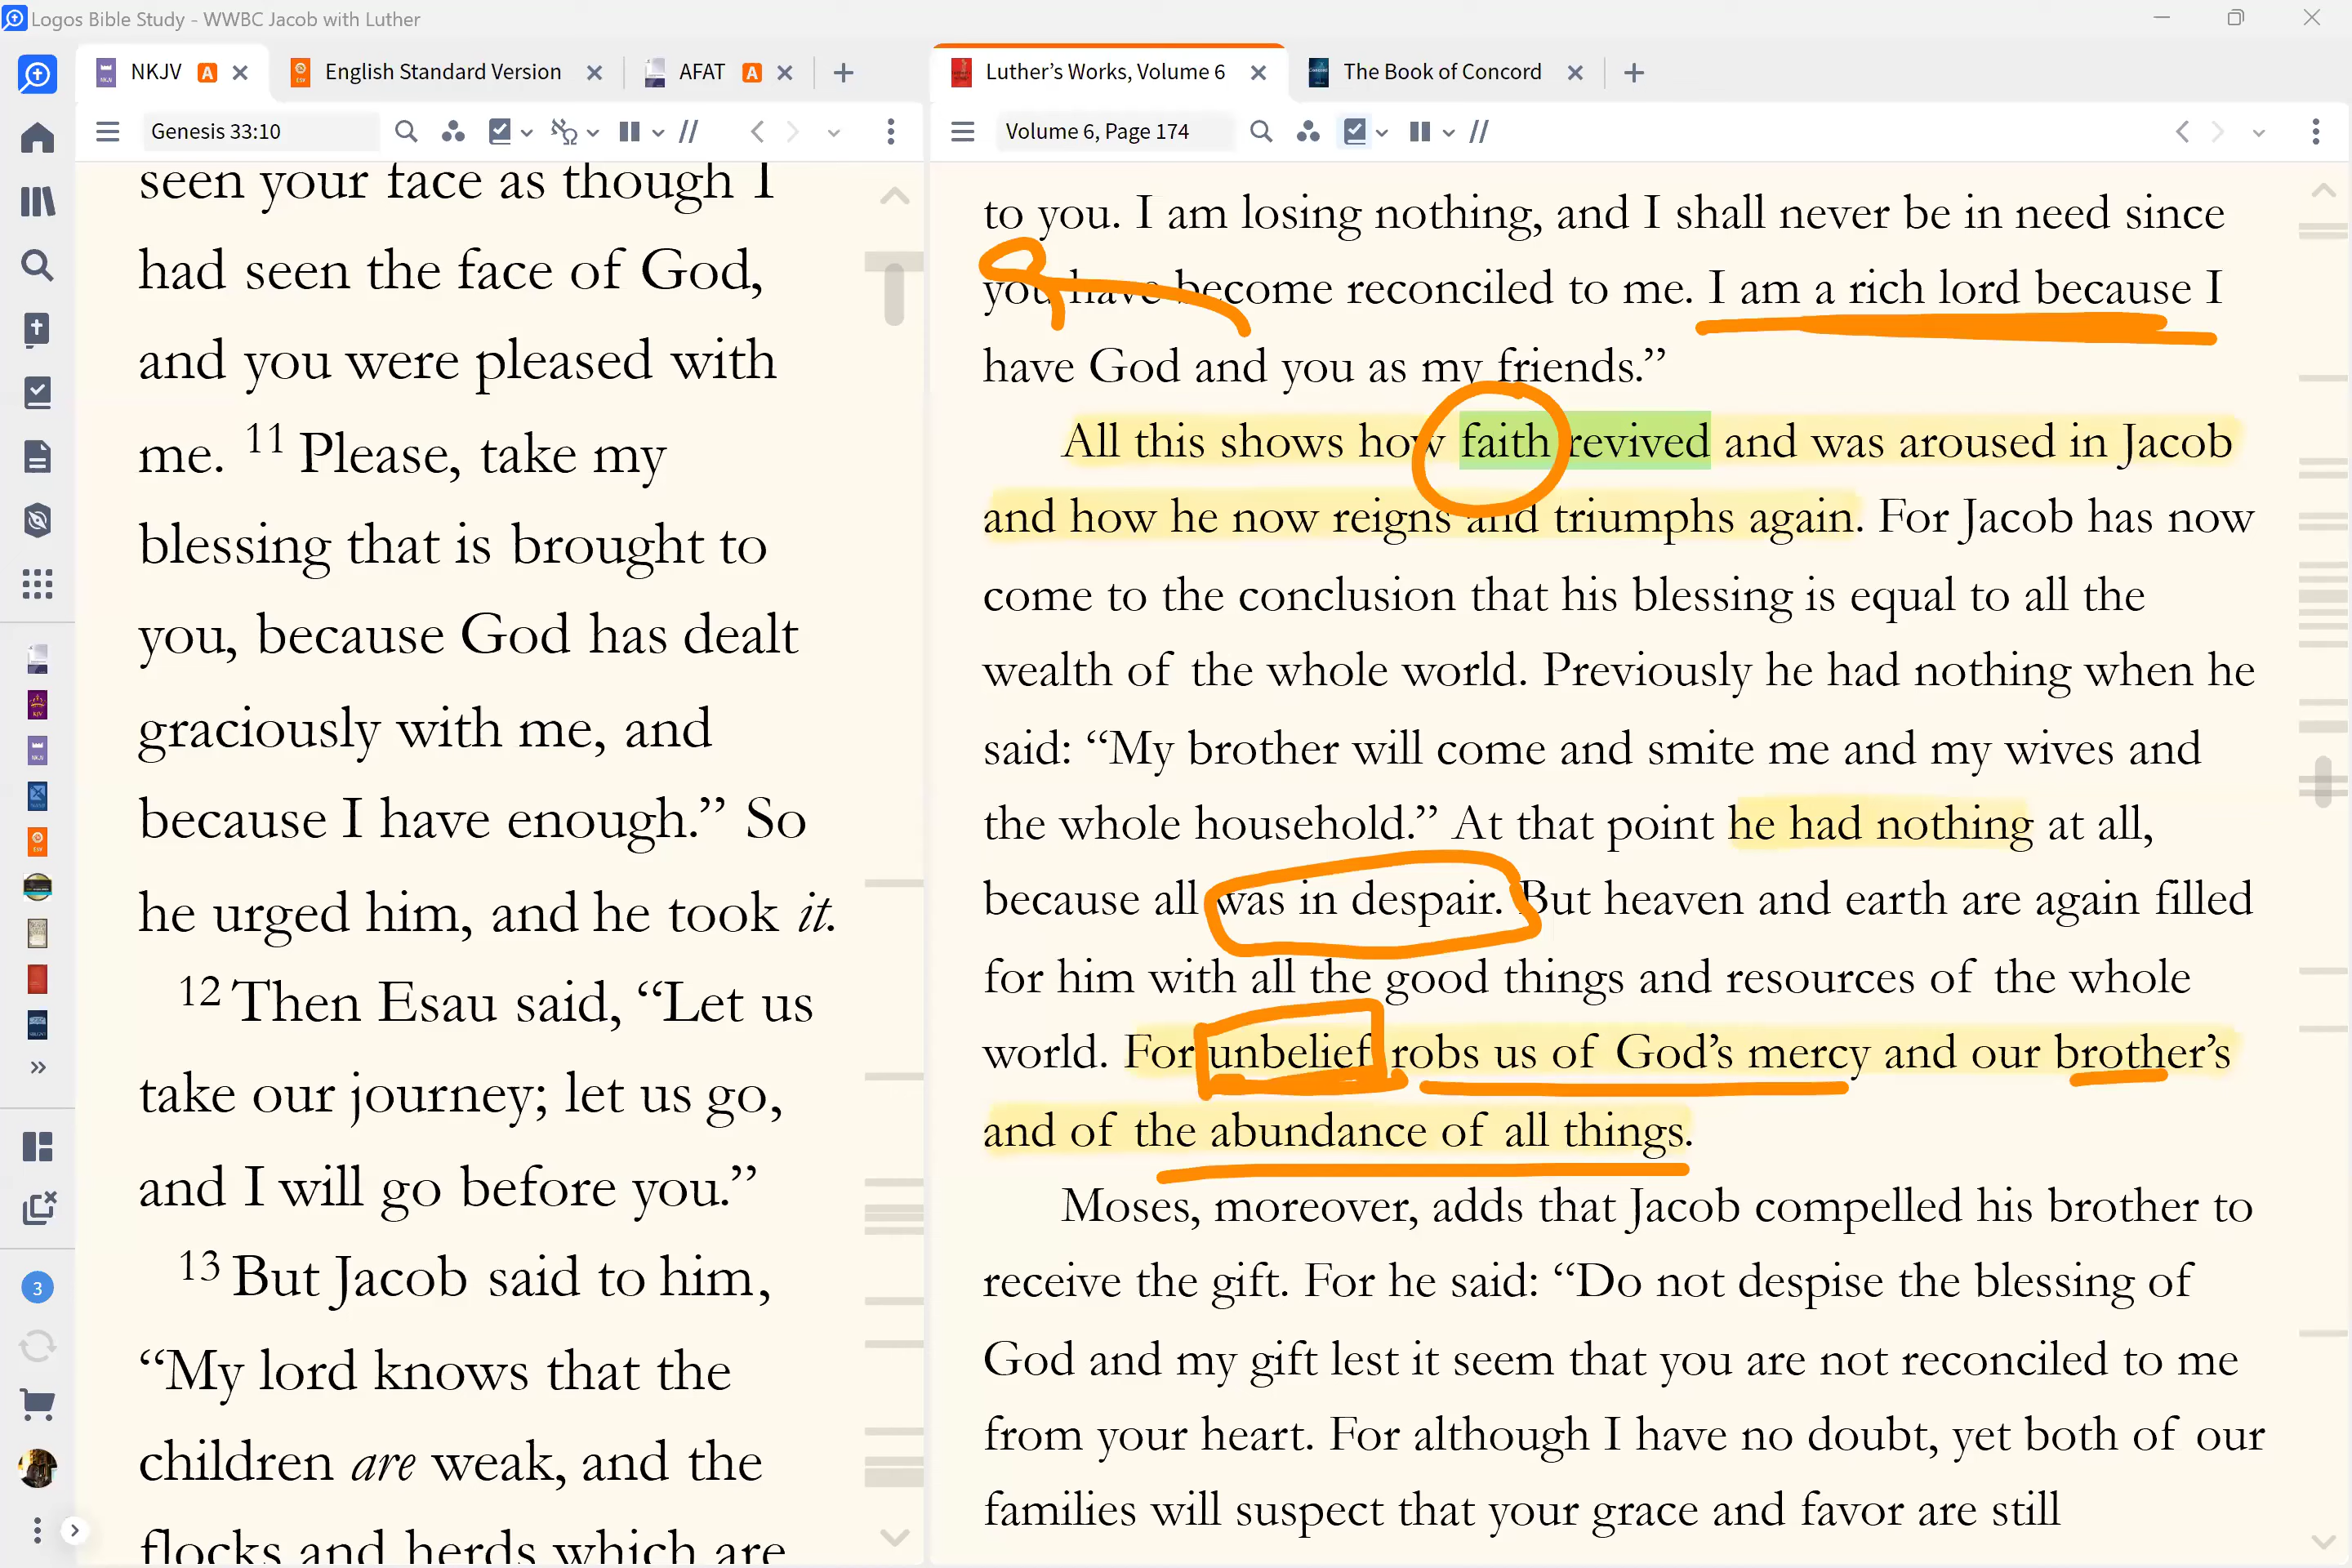 Logos Bible Study - WWBC Jacob with Luther
NKJV A
English Standard Version
AFAT A
Luther’s Works, Volume 6
The Book of Concord
Genesis 33:10
Volume 6, Page 174
seen your face as though I
had seen the face of God,
and you were pleased with
me. 11 Please, take my
blessing that is brought to
you, because God has dealt
graciously with me, and
because I have enough.” So
he urged him, and he took it.
12 Then Esau said, “Let us
take our journey; let us go,
and I will go before you.”
13 But Jacob said to him,
“My lord knows that the
children are weak, and the
flocks and herds which are
to you. I am losing nothing, and I shall never be in need since
you have become reconciled to me. I am a rich lord because I
have God and you as my friends.”
All this shows how faith revived and was aroused in Jacob
and how he now reigns and triumphs again. For Jacob has now
come to the conclusion that his blessing is equal to all the
wealth of the whole world. Previously he had nothing when he
said: “My brother will come and smite me and my wives and
the whole household.” At that point he had nothing at all,
because all was in despair. But heaven and earth are again filled
for him with all the good things and resources of the whole
world. For unbelief robs us of God’s mercy and our brother’s
and of the abundance of all things.
Moses, moreover, adds that Jacob compelled his brother to
receive the gift. For he said: “Do not despise the blessing of
God and my gift lest it seem that you are not reconciled to me
from your heart. For although I have no doubt, yet both of our
families will suspect that your grace and favor are still
3